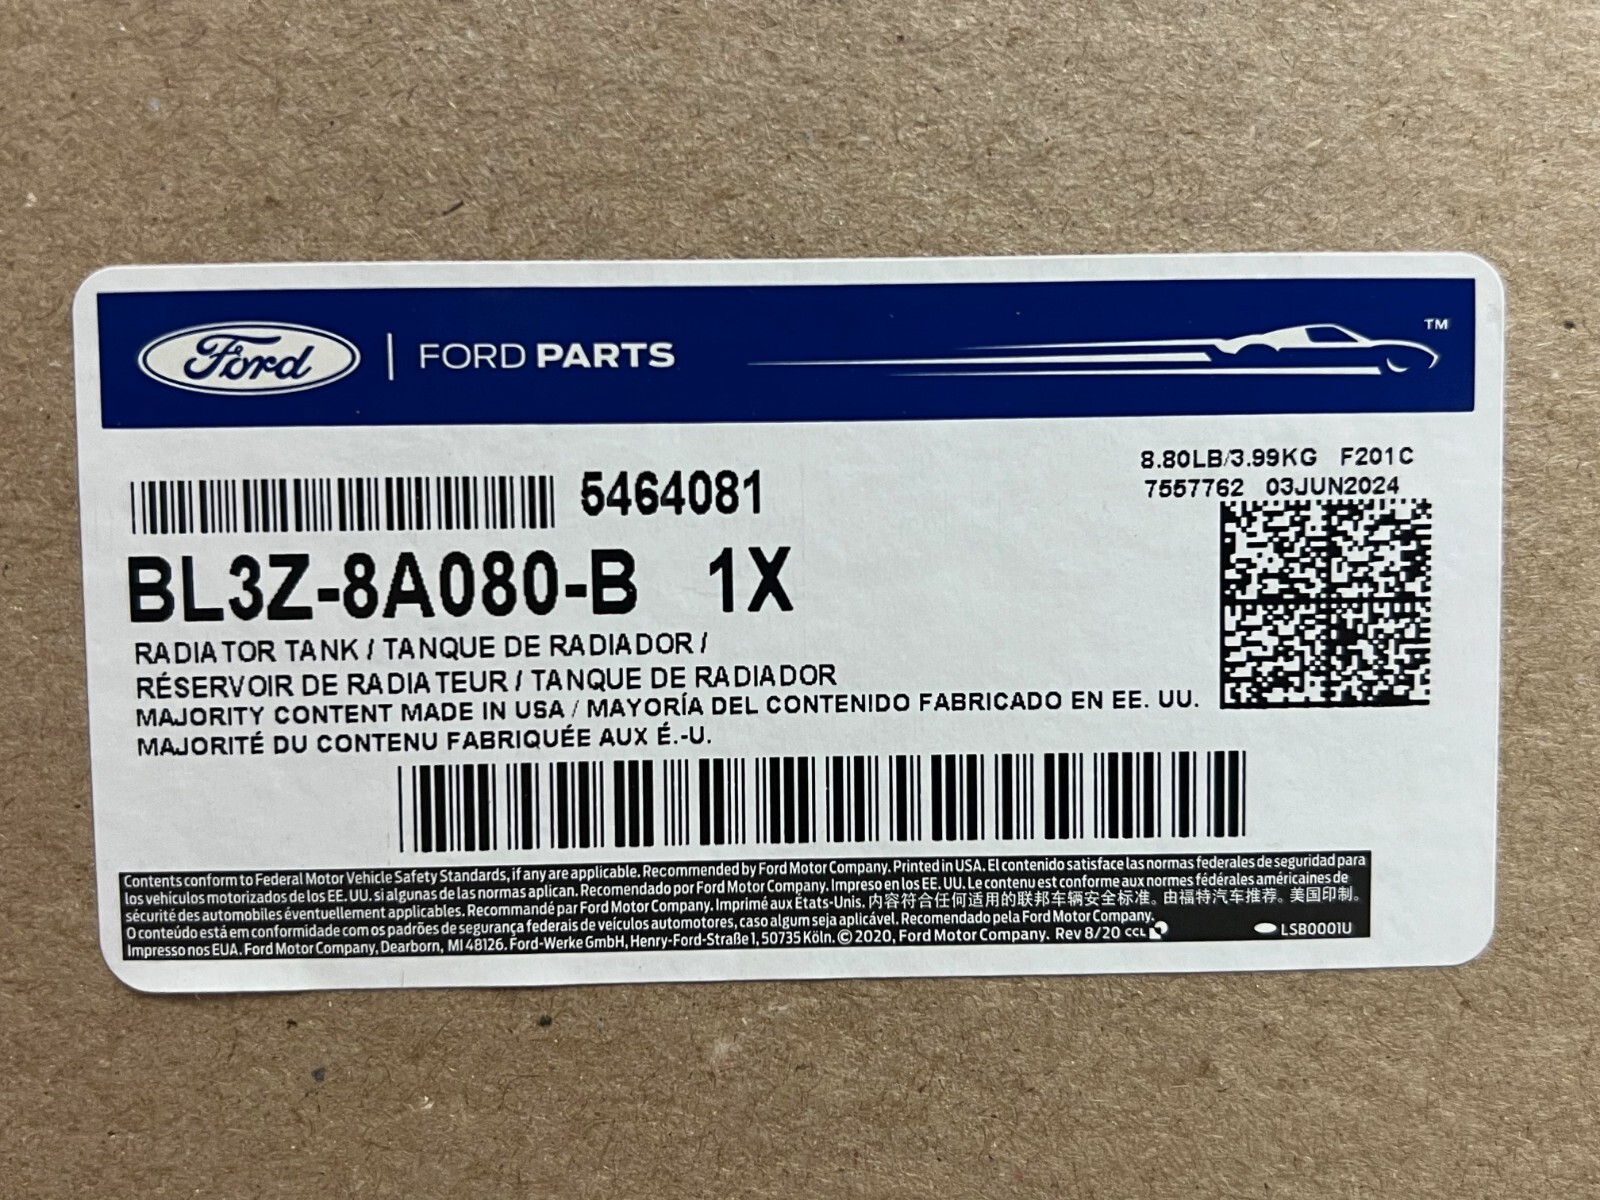 Ford FORD PARTS TM
8.80LB/3.99KG F201C
5464081 7557762 03JUN2024
BL3Z-8A080-B 1X
RADIATOR TANK / TANQUE DE RADIADOR /
RÉSERVOIR DE RADIATEUR / TANQUE DE RADIADOR
MAJORITY CONTENT MADE IN USA / MAYORÍA DEL CONTENIDO FABRICADO EN EE. UU.
MAJORITÉ DU CONTENU FABRIQUÉE AUX É.-U.
Contents conform to Federal Motor Vehicle Safety Standards, if any are applicable. Recommended by Ford Motor Company. Printed in USA. El contenido satisface las normas federales de seguridad para
los vehículos motorizados de los EE. UU. si algunas de las normas aplican. Recomendado por Ford Motor Company. Impreso en los EE. UU. Le contenu est conforme aux normes fédérales américaines de
sécurité des automobiles éventuellement applicables. Recommandé par Ford Motor Company. Imprimé aux États-Unis. 内容符合任何适用的联邦车辆安全标准。由福特汽车推荐。美国印制。
O conteúdo está em conformidade com os padrões de segurança federais de veículos automotores, caso algum seja aplicável. Recomendado pela Ford Motor Company.
Impresso nos EUA. Ford Motor Company, Dearborn, MI 48126. Ford-Werke GmbH, Henry-Ford-Straße 1, 50735 Köln. © 2020, Ford Motor Company. Rev 8/20 CCL LSB0001U